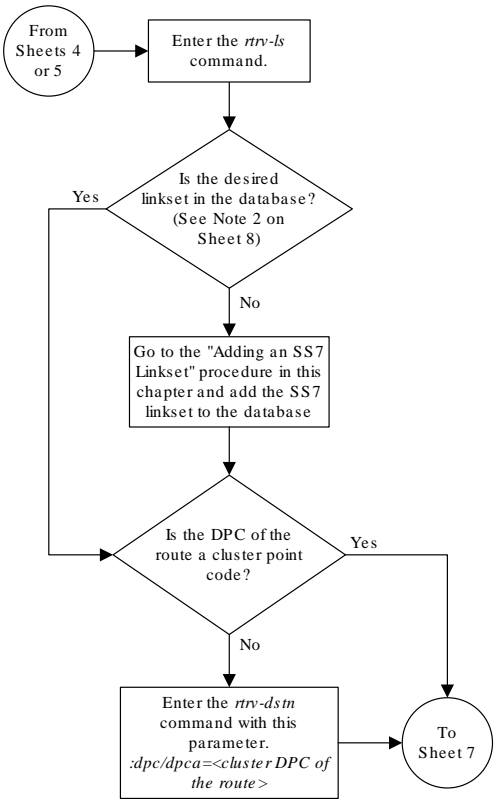 From
Sheets 4
or 5
Enter the rtrv-ls
command.
Is the desired
linkset in the database?
(See Note 2 on
Sheet 8)
Yes
No
Go to the "Adding an SS7
Linkset" procedure in this
chapter and add the SS7
linkset to the database
Is the DPC of the
route a cluster point
code?
Yes
No
Enter the rtrv-dstn
command with this
parameter.
:dpc/dpca=<cluster DPC of
the route>
To
Sheet 7